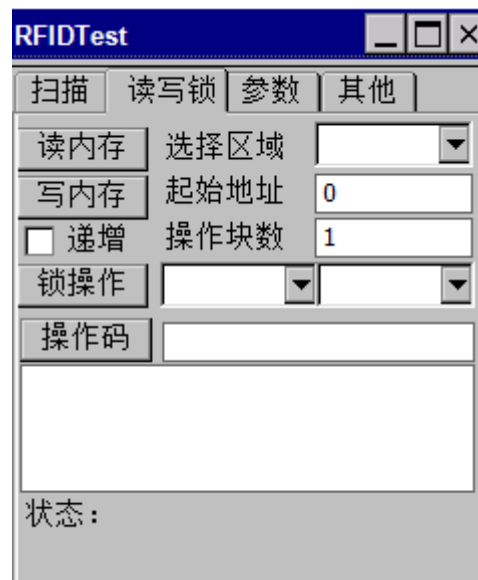 RFIDTest
扫描 读写锁 参数 其他
读内存 选择区域
写内存 起始地址 0
递增 操作块数 1
锁操作
操作码
状态：